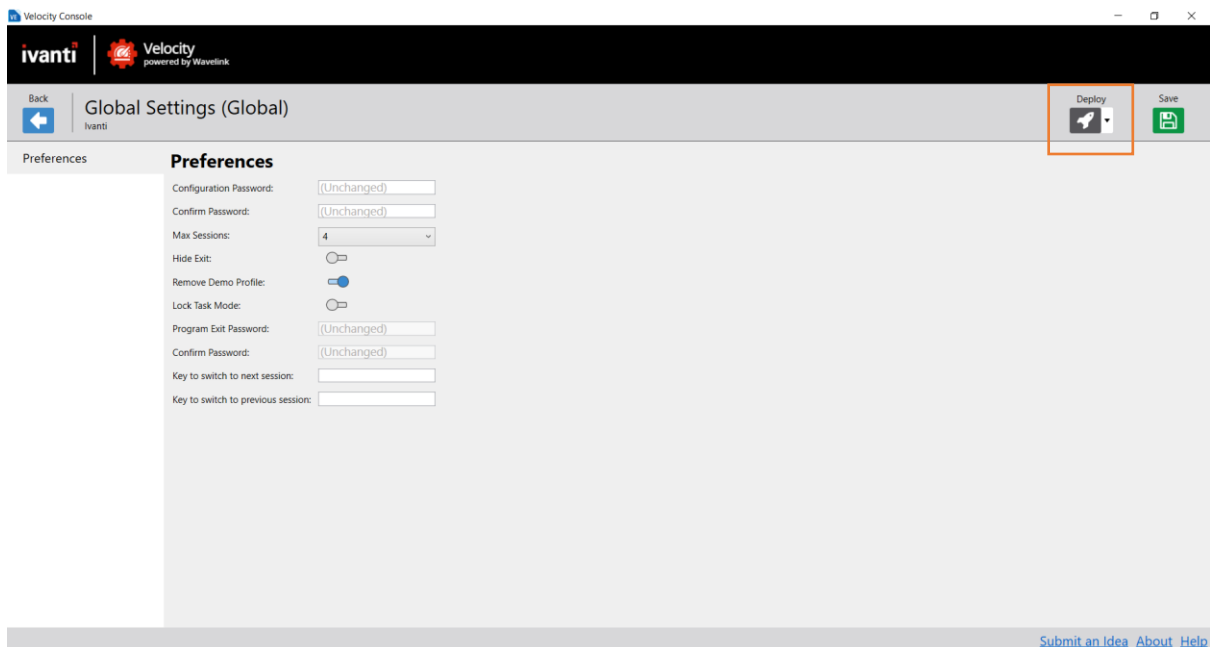 Velocity Console
ivanti
Velocity
powered by Wavelink
Back
Global Settings (Global)
Ivanti
Deploy
Save
Preferences
Preferences
Configuration Password: (Unchanged)
Confirm Password: (Unchanged)
Max Sessions: 4
Hide Exit:
Remove Demo Profile:
Lock Task Mode:
Program Exit Password: (Unchanged)
Confirm Password: (Unchanged)
Key to switch to next session:
Key to switch to previous session:
Submit an Idea About Help